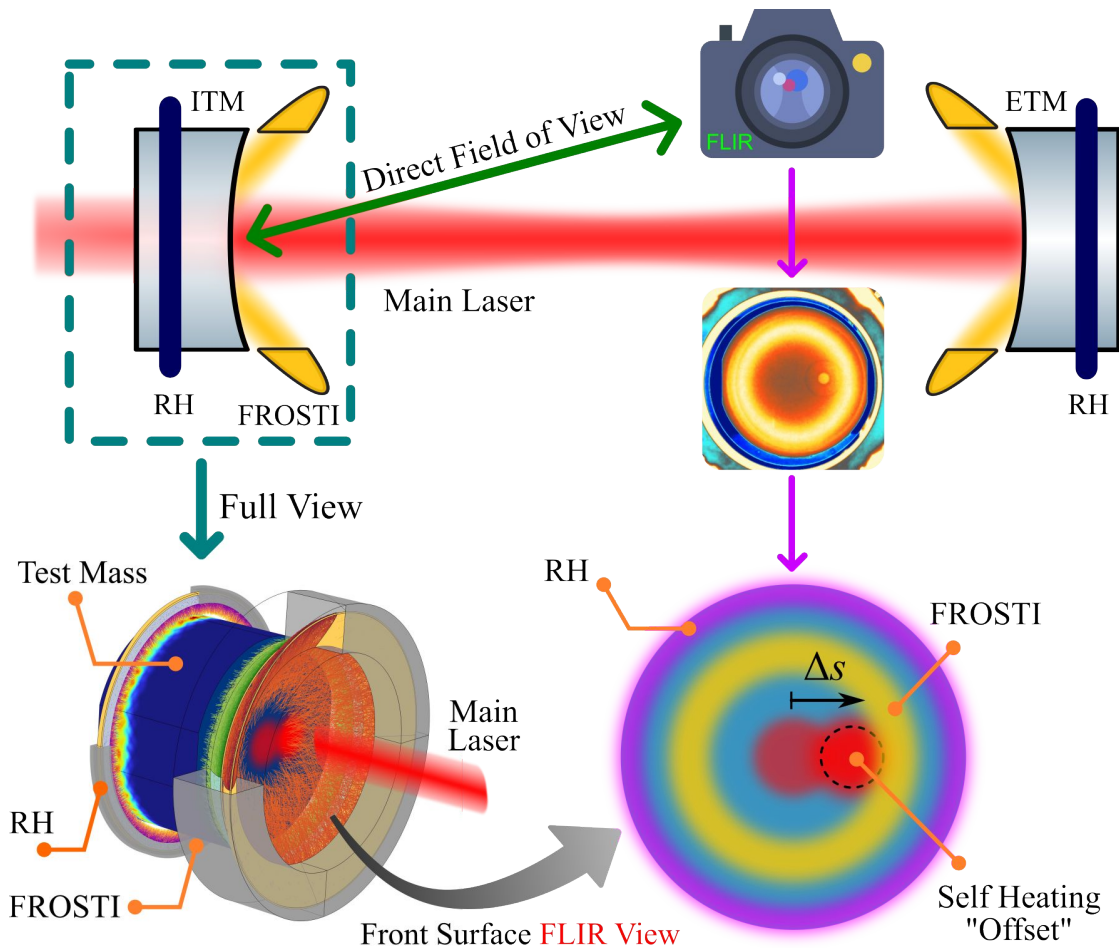 ITM
ETM
FLIR
Direct Field of View
Main Laser
RH
FROSTI
RH
Full View
Test Mass
RH
FROSTI
Δs
Main
Laser
RH
FROSTI
Self Heating
"Offset"
Front Surface FLIR View